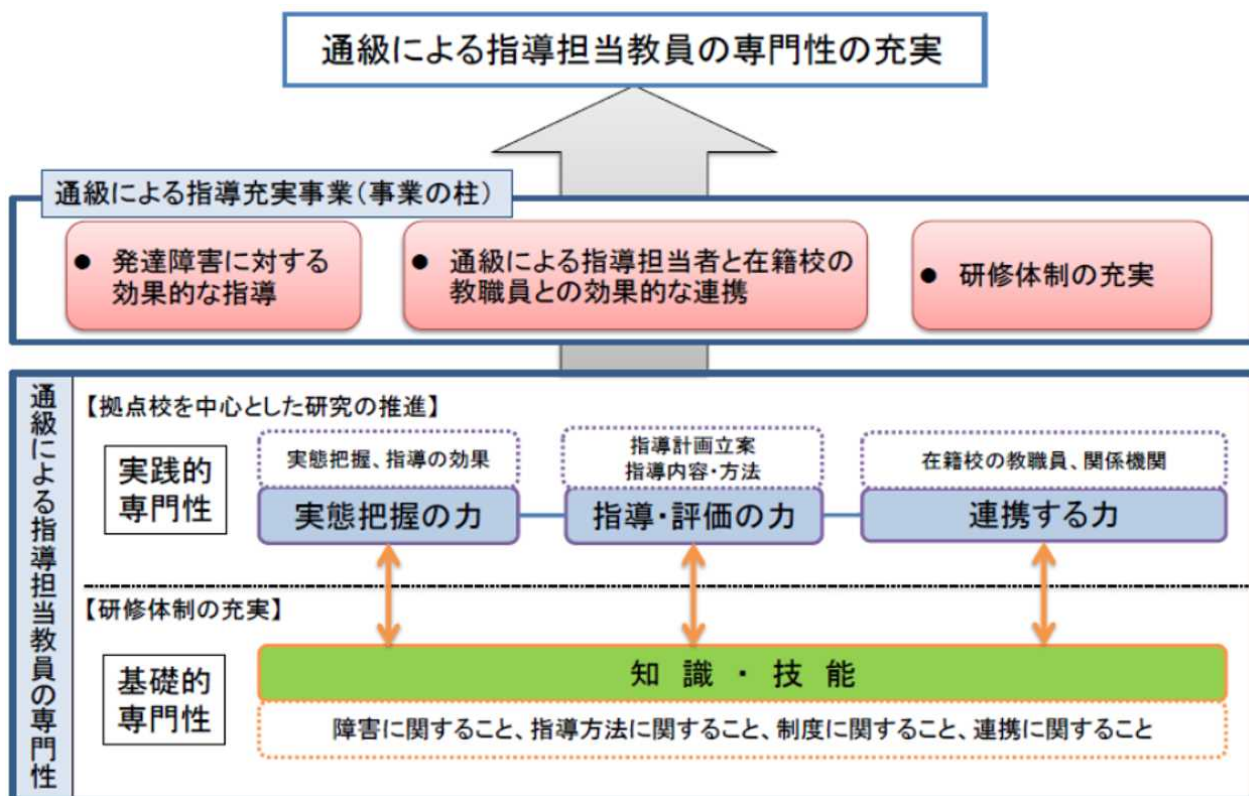 通級による指導担当教員の専門性の充実
通級による指導充実事業(事業の柱)
● 発達障害に対する
効果的な指導
● 通級による指導担当者と在籍校の
教職員との効果的な連携
● 研修体制の充実
通級による指導担当教員の専門性
【拠点校を中心とした研究の推進】
実践的
専門性
実態把握、指導の効果
実態把握の力
指導計画立案
指導内容・方法
指導・評価の力
在籍校の教職員、関係機関
連携する力
【研修体制の充実】
基礎的
専門性
知 識 ・ 技 能
障害に関すること、指導方法に関すること、制度に関すること、連携に関すること